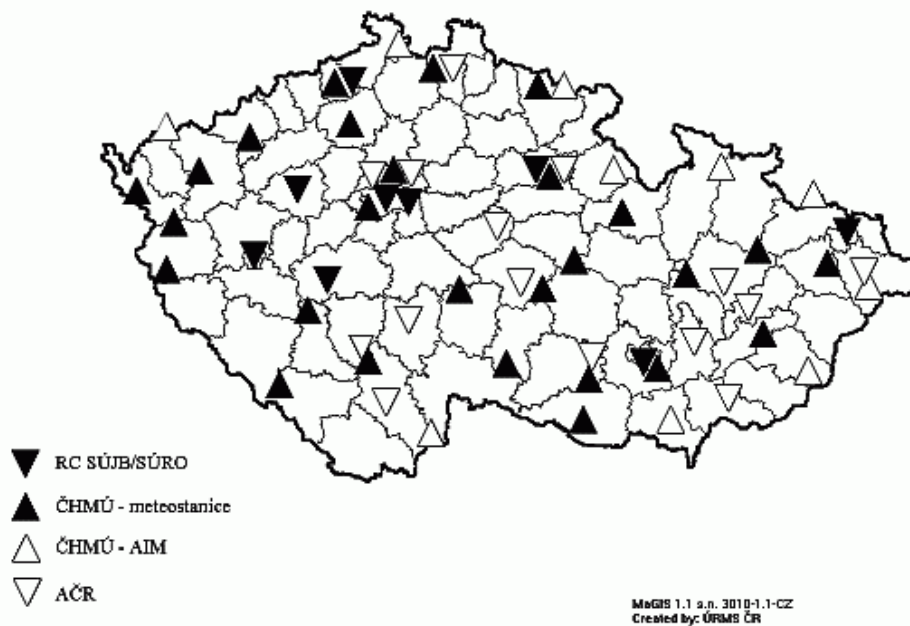 RC SÚJB/SÚRO
ČHMÚ - meteostanice
ČHMÚ - AIM
AČR
MaGIS 1.1 s.n. 3010-1.1-CZ
Created by: ÚRMS ČR